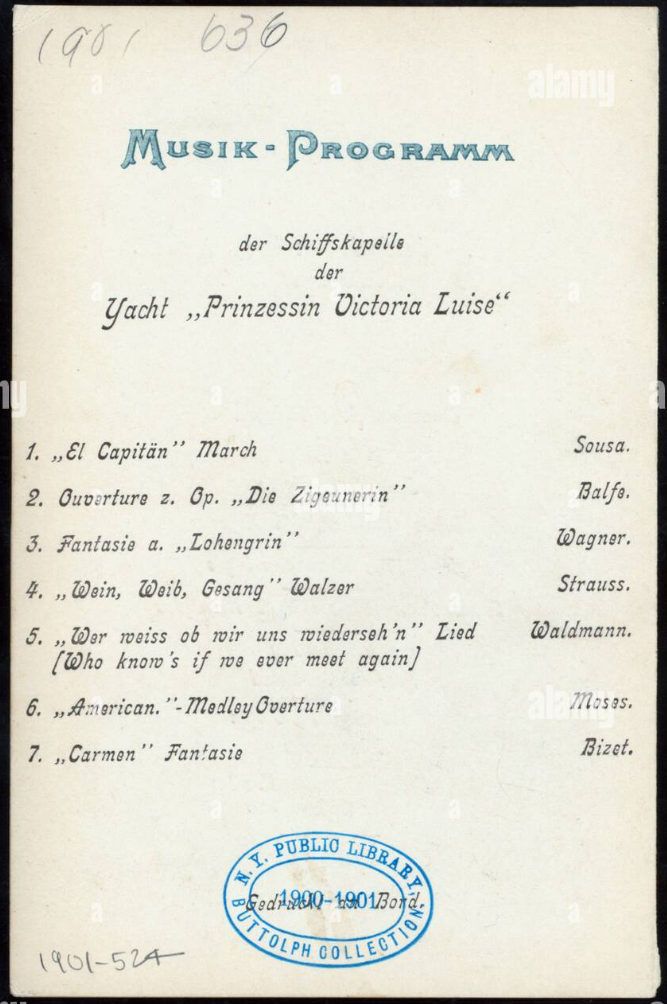 1901 636
MUSIK-PROGRAMM
der Schiffskapelle
der
Yacht „Prinzessin Victoria Luise“
1. „El Capitän” March Sousa.
2. Ouverture z. Op. „Die Zigeunerin” Balfe.
3. Fantasie a. „Lohengrin” Wagner.
4. „Wein, Weib, Gesang” Walzer Strauss.
5. „Wer weiss ob wir uns wiederseh'n” Lied Waldmann.
[Who know's if we ever meet again]
6. „American.”-Medley Overture Moses.
7. „Carmen” Fantasie Bizet.
N.Y. PUBLIC LIBRARY,
1900-1901
Gedruckt an Bord.
BUTTOLPH COLLECTION
1901-524
alamy